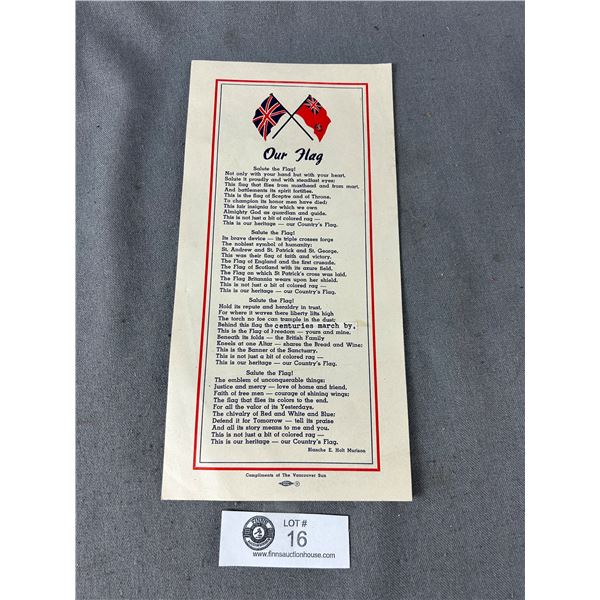 Our Flag
Salute the Flag!
Not only with your hand but with your heart,
Salute it proudly and with steadfast eyes;
This flag that flies from masthead and from mart,
And battlements its spirit fortifies.
This is the flag of Sceptre and of Throne,
To champion its honor men have died;
This fair insignia for which we own
Almighty God as guardian and guide.
This is not just a bit of colored rag —
This is our heritage — our Country's Flag.
Salute the Flag!
Its brave device — its triple crosses forge
The noblest symbol of humanity;
St. Andrew and St. Patrick and St. George,
This was their flag of faith and victory.
The Flag of England and the first crusade,
The Flag of Scotland with its azure field,
The Flag on which St Patrick's cross was laid,
The Flag Britannia wears upon her shield.
This is not just a bit of colored rag —
This is our heritage — our Country's Flag.
Salute the Flag!
Hold its repute and heraldry in trust,
For where it waves there liberty lifts high
The torch no foe can trample in the dust;
Behind this flag the centuries march by.
This is the Flag of Freedom — yours and mine,
Beneath its folds — the British Family
Kneels at one Altar — shares the Bread and Wine;
This is the Banner of the Sanctuary.
This is not just a bit of colored rag —
This is our heritage — our Country's Flag.
Salute the Flag!
The emblem of unconquerable things;
Justice and mercy — love of home and friend,
Faith of free men — courage of shining wings;
The flag that flies its colors to the end.
For all the valor of its Yesterdays,
The chivalry of Red and White and Blue;
Defend it for Tomorrow — tell its praise
And all its story means to me and you.
This is not just a bit of colored rag —
This is our heritage — our Country's Flag.
Blanche E. Holt Murison
Compliments of The Vancouver Sun
FINNS
LOT #
16
www.finnsauctionhouse.com